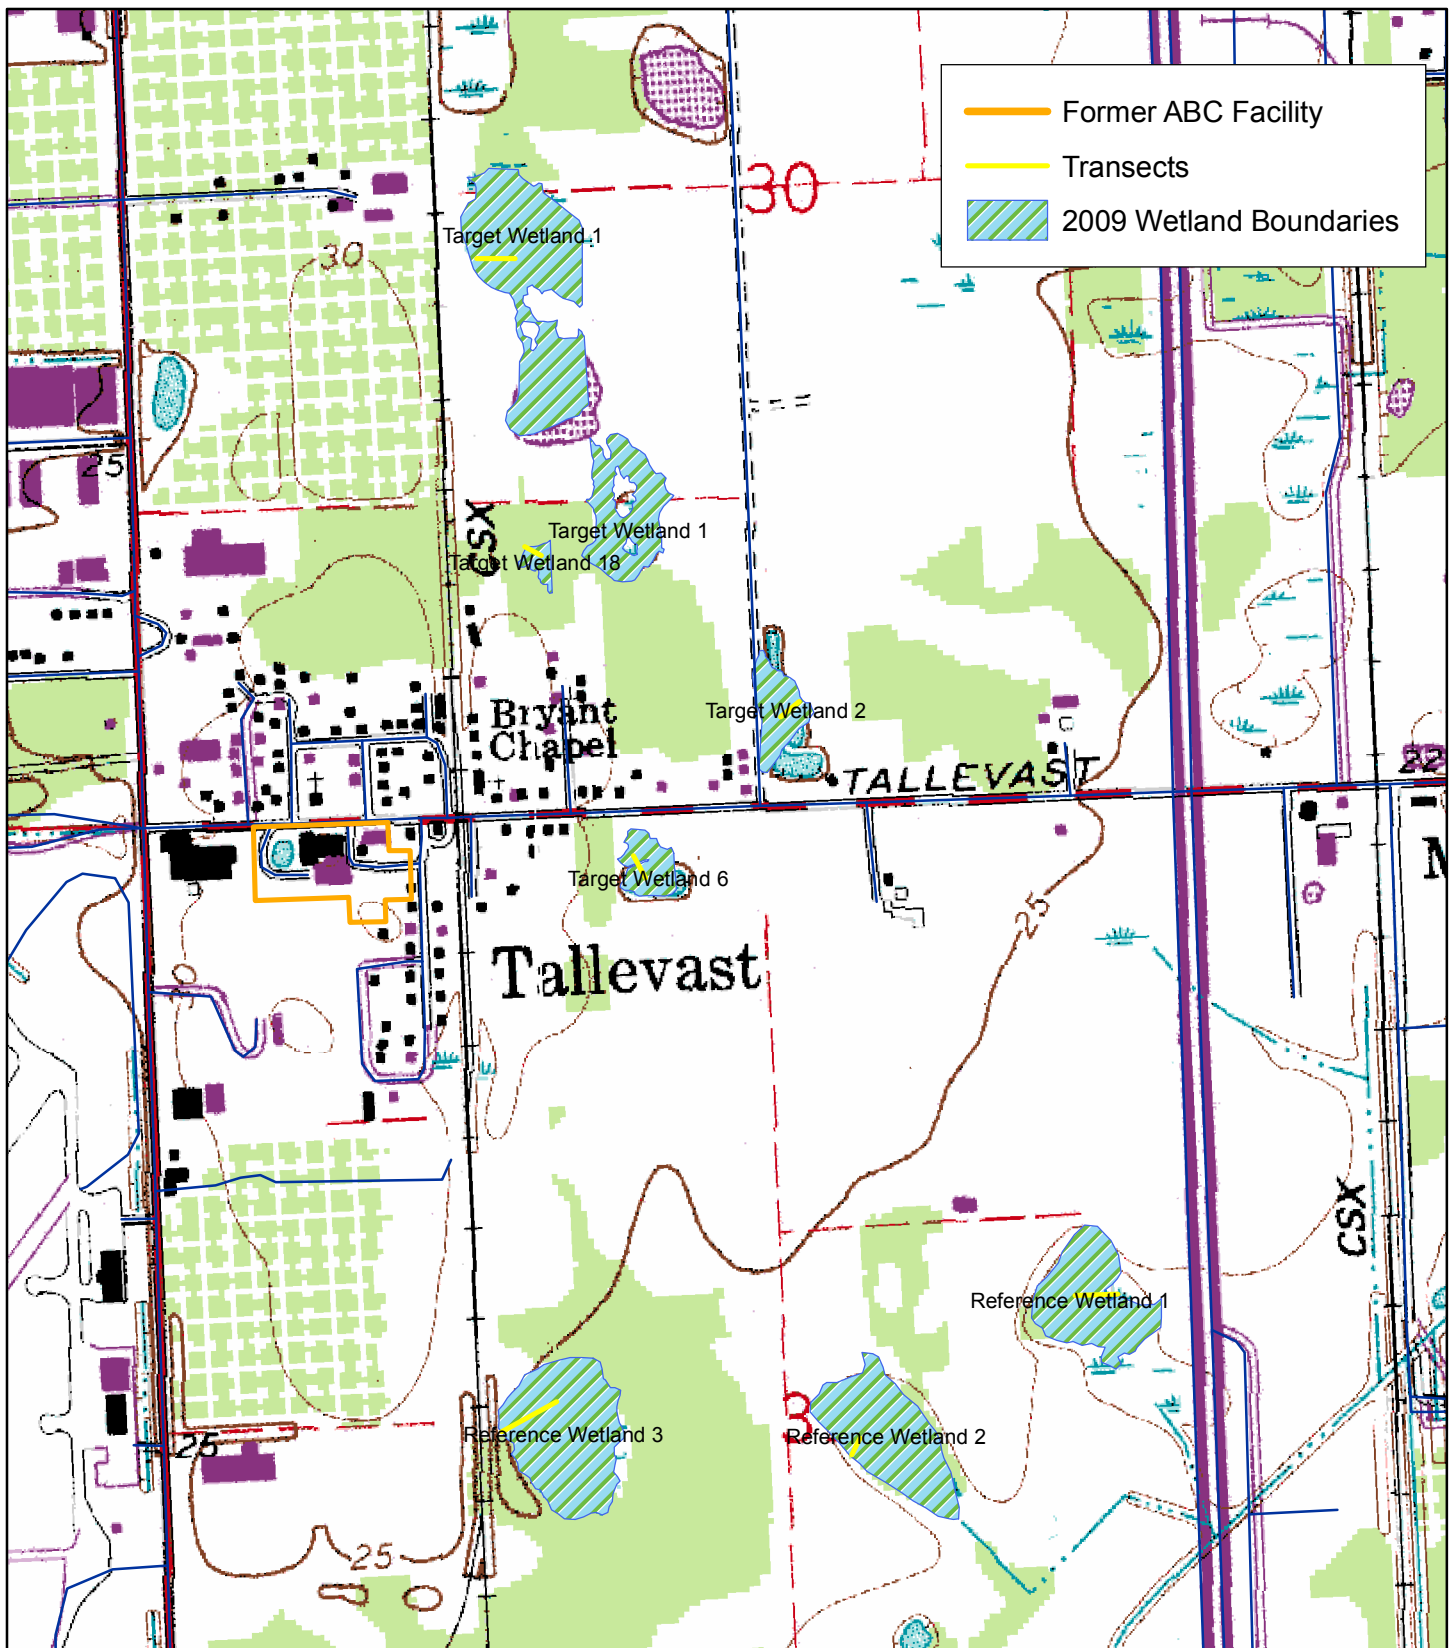 Former ABC Facility
Transects
2009 Wetland Boundaries
30
Target Wetland 1
30
25
CSX
Target Wetland 1
Target Wetland 18
Bryant
Chapel
Target Wetland 2
TALLEVAST
22
Target Wetland 6
M
25
Tallevast
30
CSX
Reference Wetland 1
3
Reference Wetland 3
Reference Wetland 2
25
25